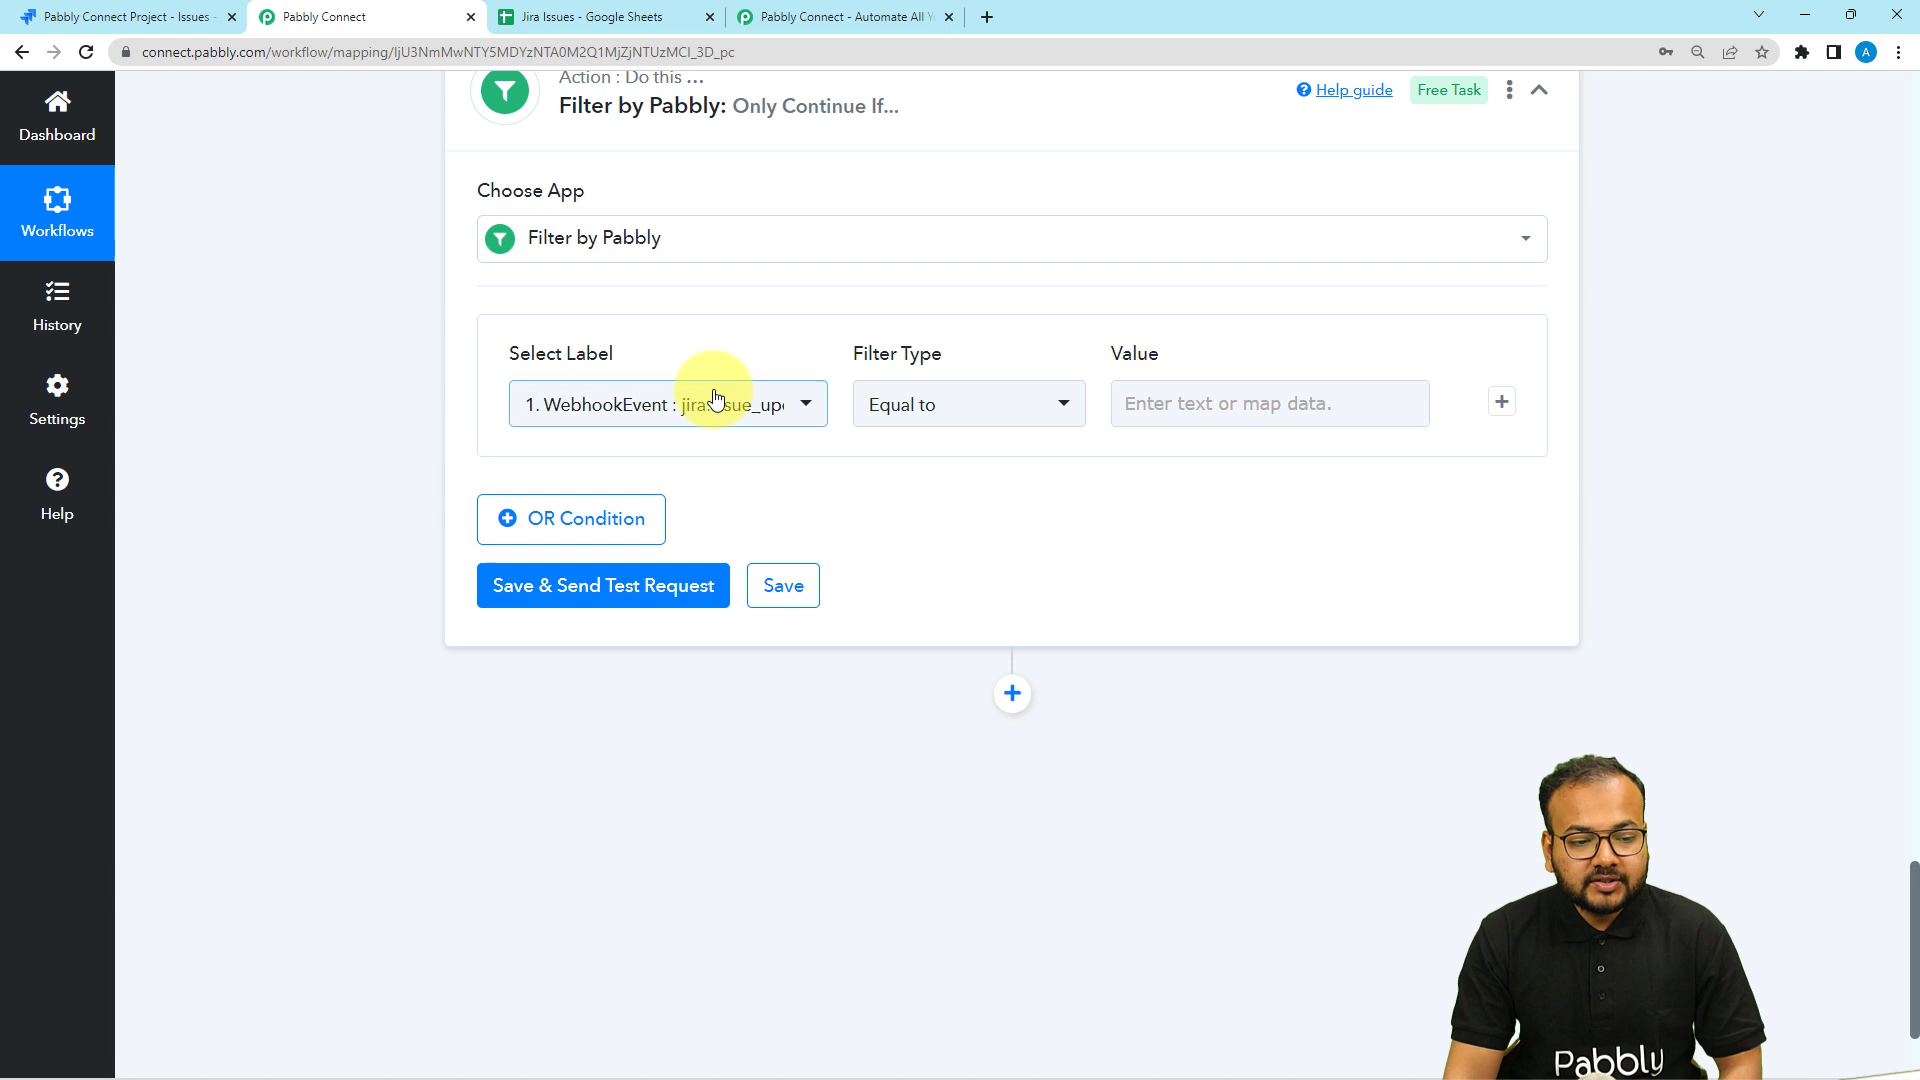 Pabbly Connect Project - Issues -
Pabbly Connect
Jira Issues - Google Sheets
Pabbly Connect - Automate All Y
connect.pabbly.com/workflow/mapping/IjU3NmMwNTY5MDYzNTA0M2Q1MjZjNTUzMCI_3D_pc
A
Dashboard
Workflows
History
Settings
Help
Action : Do this ...
Filter by Pabbly: Only Continue If...
Help guide
Free Task
Choose App
Filter by Pabbly
Select Label
Filter Type
Value
1. WebhookEvent : jira:issue_up
Equal to
Enter text or map data.
OR Condition
Save & Send Test Request
Save
Pabbly